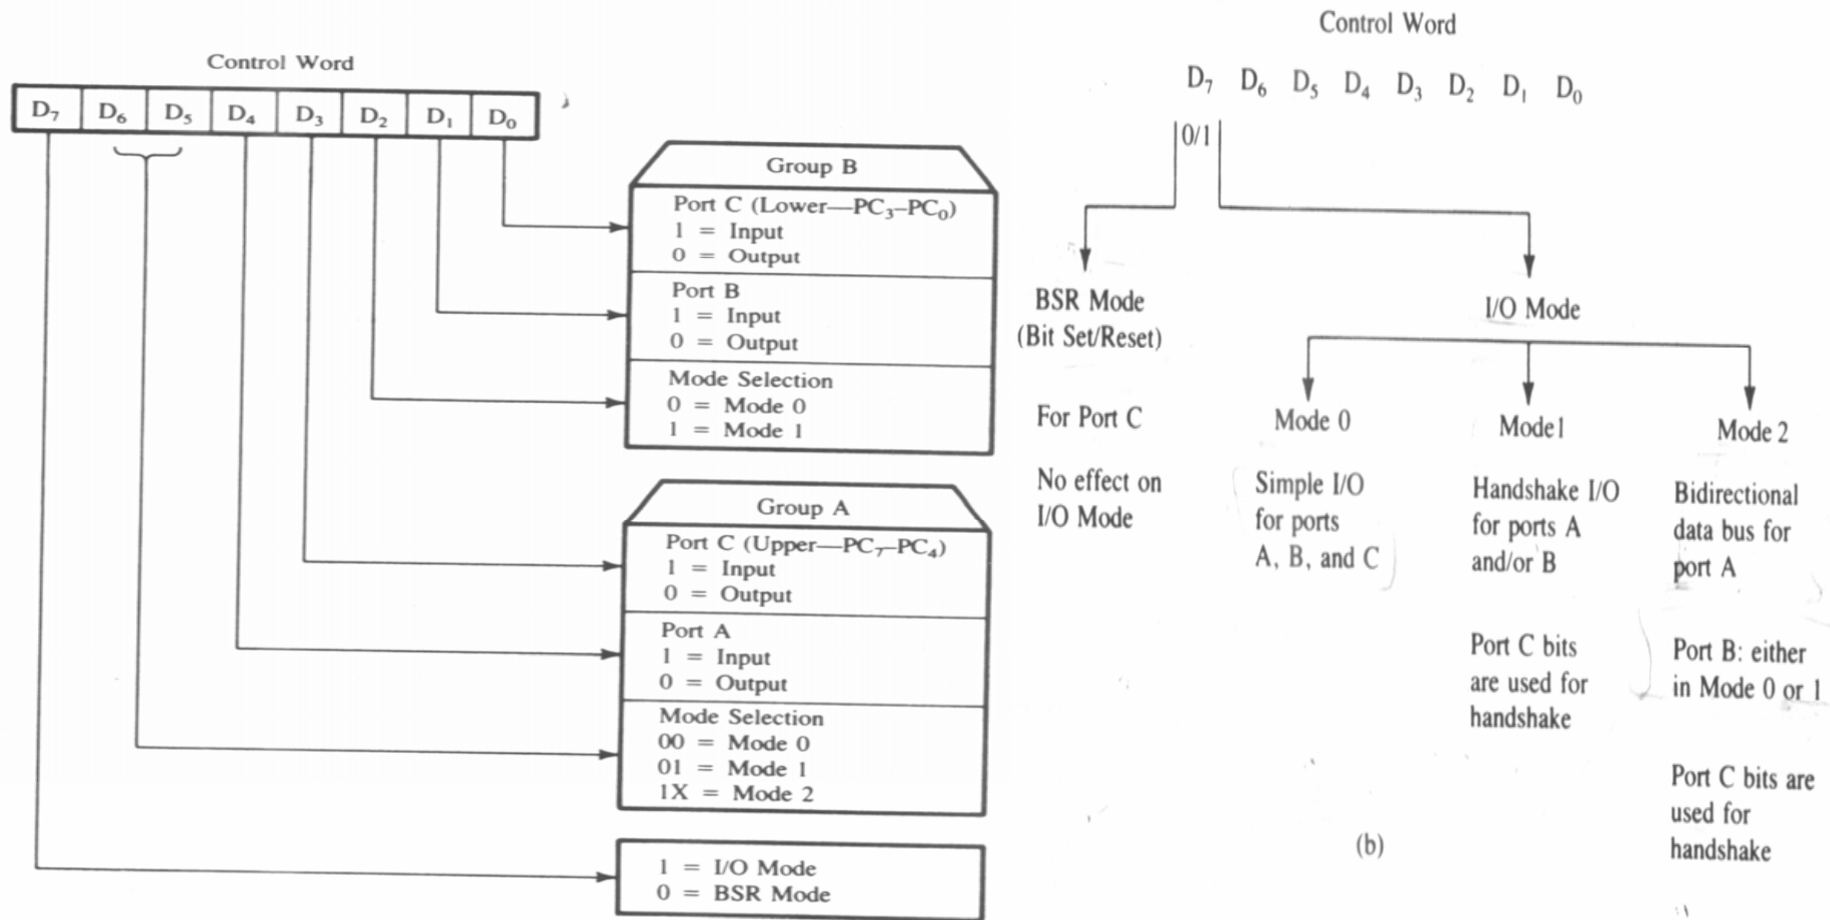 Control Word
D₇ D₆ D₅ D₄ D₃ D₂ D₁ D₀
Group B
Port C (Lower—PC₃–PC₀)
1 = Input
0 = Output
Port B
1 = Input
0 = Output
Mode Selection
0 = Mode 0
1 = Mode 1
Group A
Port C (Upper—PC₇–PC₄)
1 = Input
0 = Output
Port A
1 = Input
0 = Output
Mode Selection
00 = Mode 0
01 = Mode 1
1X = Mode 2
1 = I/O Mode
0 = BSR Mode
Control Word
D₇ D₆ D₅ D₄ D₃ D₂ D₁ D₀
0/1
BSR Mode
(Bit Set/Reset)
For Port C
No effect on
I/O Mode
I/O Mode
Mode 0
Simple I/O
for ports
A, B, and C
Mode 1
Handshake I/O
for ports A
and/or B
Port C bits
are used for
handshake
Mode 2
Bidirectional
data bus for
port A
Port B: either
in Mode 0 or 1
Port C bits are
used for
handshake
(b)